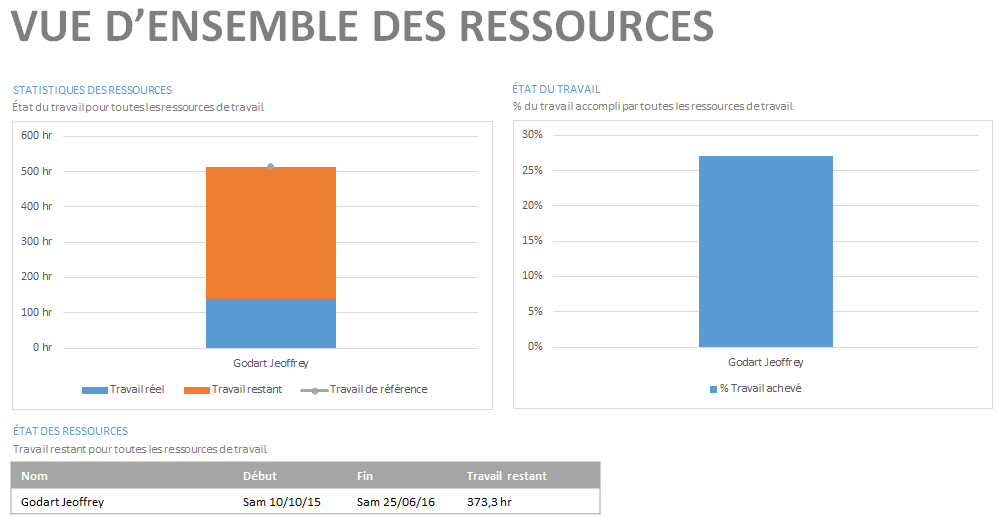 VUE D’ENSEMBLE DES RESSOURCES
STATISTIQUES DES RESSOURCES
État du travail pour toutes les ressources de travail.
600 hr
500 hr
400 hr
300 hr
200 hr
100 hr
0 hr
Godart Jeoffrey
Travail réel
Travail restant
Travail de référence
ÉTAT DU TRAVAIL
% du travail accompli par toutes les ressources de travail.
30%
25%
20%
15%
10%
5%
0%
Godart Jeoffrey
% Travail achevé
ÉTAT DES RESSOURCES
Travail restant pour toutes les ressources de travail.
Nom Début Fin Travail restant
Godart Jeoffrey Sam 10/10/15 Sam 25/06/16 373,3 hr